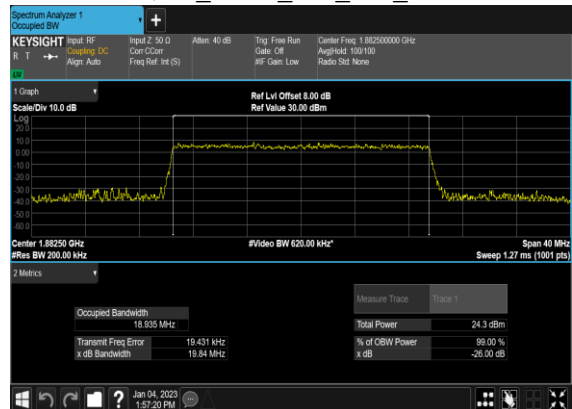 Spectrum Analyzer 1
Occupied BW
+
KEYSIGHT
R T
Input: RF
Coupling: DC
Align: Auto
Input Z: 50 Ω
Corr CCorr
Freq Ref: Int (S)
Atten: 40 dB
Trig: Free Run
Gate: Off
#IF Gain: Low
Center Freq: 1.882500000 GHz
Avg|Hold: 100/100
Radio Std: None
1 Graph
Scale/Div 10.0 dB
Ref Lvl Offset 8.00 dB
Ref Value 30.00 dBm
Log
20.0
10.0
0.00
-10.0
-20.0
-30.0
-40.0
-50.0
-60.0
Center 1.88250 GHz
#Res BW 200.00 kHz
#Video BW 620.00 kHz*
Span 40 MHz
Sweep 1.27 ms (1001 pts)
2 Metrics
Measure Trace Trace 1
Occupied Bandwidth
18.935 MHz
Total Power 24.3 dBm
Transmit Freq Error 19.431 kHz
% of OBW Power 99.00 %
x dB Bandwidth 19.84 MHz
x dB -26.00 dB
?
Jan 04, 2023
1:57:20 PM